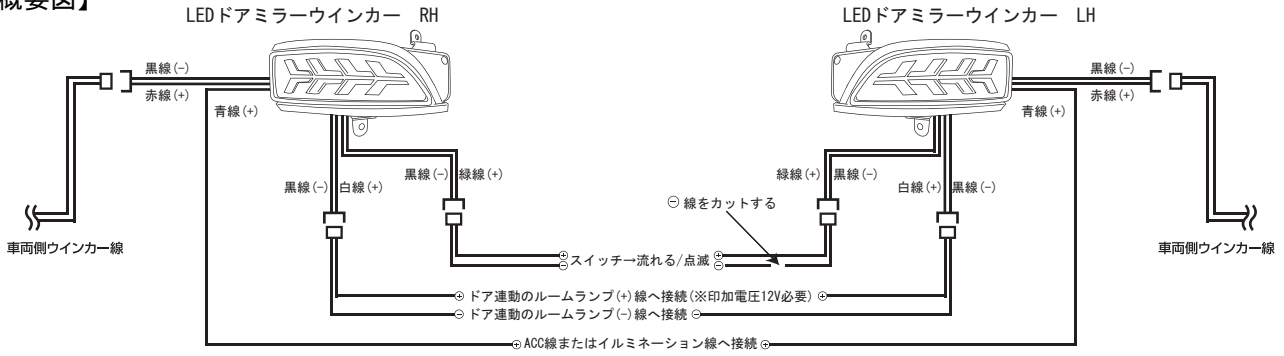 概要図】
LEDドアミラーウインカー RH
LEDドアミラーウインカー LH
黒線(-)
赤線(+)
青線(+)
黒線(-)
赤線(+)
青線(+)
黒線(-)
白線(+)
黒線(-)
緑線(+)
緑線(+)
黒線(-)
白線(+)
黒線(-)
⊖ 線をカットする
車両側ウインカー線
車両側ウインカー線
⊕ ⊖ スイッチ→流れる/点滅 ⊕ ⊖
⊕ ドア連動のルームランプ(+)線へ接続(※印加電圧12V必要) ⊕
⊖ ドア連動のルームランプ(-)線へ接続 ⊖
⊕ ACC線またはイルミネーション線へ接続 ⊕